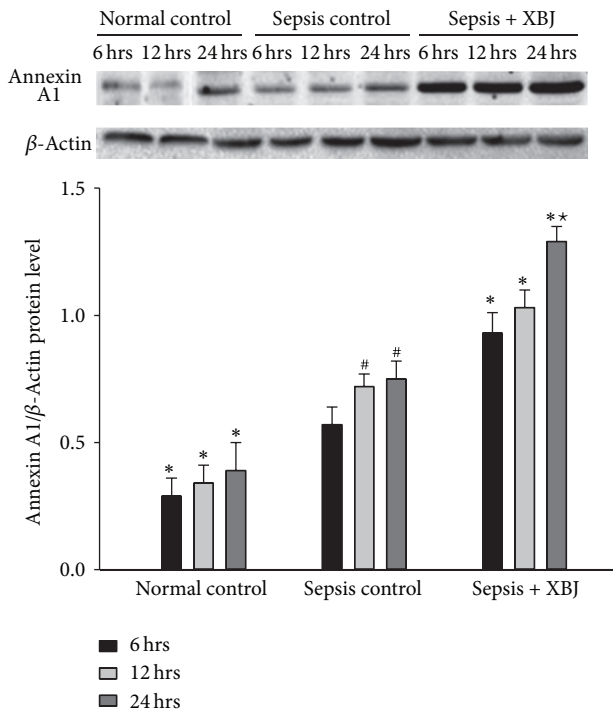 Normal control Sepsis control Sepsis + XBJ
6 hrs 12 hrs 24 hrs 6 hrs 12 hrs 24 hrs 6 hrs 12 hrs 24 hrs
Annexin
A1
β-Actin
1.5
1.0
0.5
0.0
Annexin A1/β-Actin protein level
* * *
# #
* * *⋆
Normal control Sepsis control Sepsis + XBJ
6 hrs
12 hrs
24 hrs